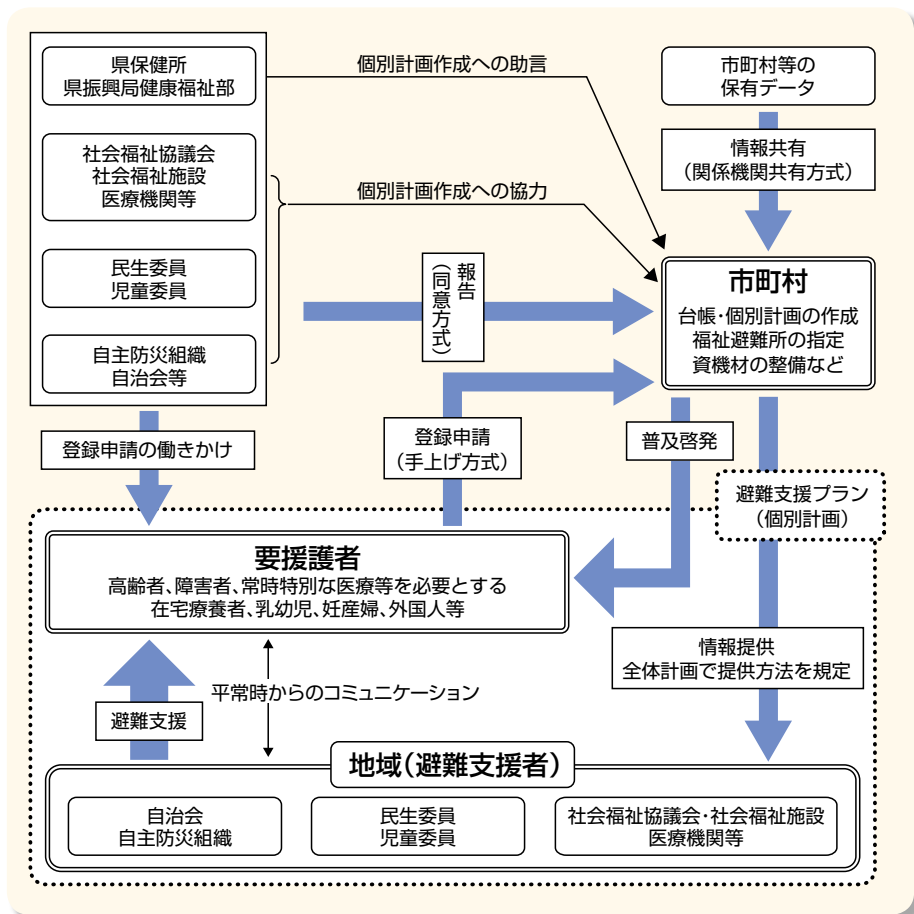 県保健所
県振興局健康福祉部
個別計画作成への助言
市町村等の
保有データ
社会福祉協議会
社会福祉施設
医療機関等
情報共有
(関係機関共有方式)
個別計画作成への協力
民生委員
児童委員
報告
(同意方式)
市町村
台帳・個別計画の作成
福祉避難所の指定
資機材の整備など
自主防災組織
自治会等
登録申請の働きかけ
登録申請
(手上げ方式)
普及啓発
避難支援プラン
(個別計画)
要援護者
高齢者、障害者、常時特別な医療等を必要とする
在宅療養者、乳幼児、妊産婦、外国人等
情報提供
全体計画で提供方法を規定
平常時からのコミュニケーション
避難支援
地域(避難支援者)
自治会
自主防災組織
民生委員
児童委員
社会福祉協議会・社会福祉施設
医療機関等